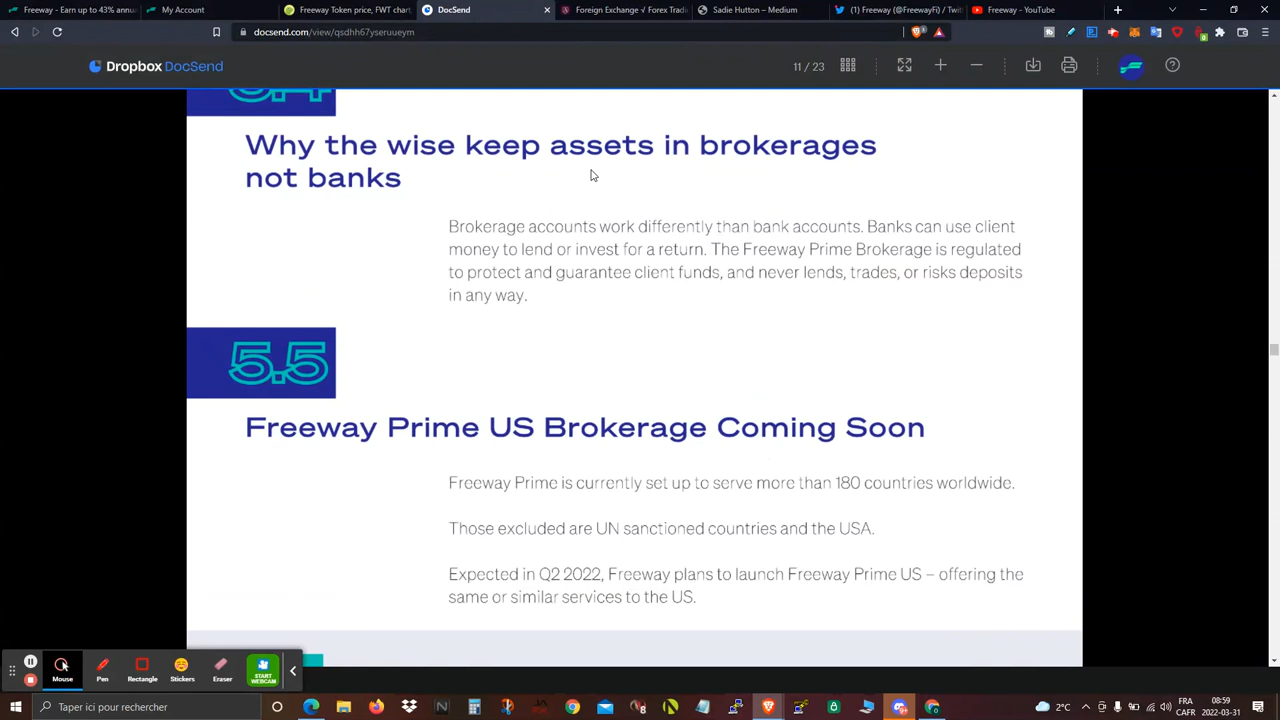 Freeway - Earn up to 43% annu
My Account
Freeway Token price, FWT chart,
DocSend
Foreign Exchange √ Forex Tradi
Sadie Hutton – Medium
(1) Freeway (@FreewayFi) / Twit
Freeway - YouTube
docsend.com/view/qsdhh67yseruueym
Dropbox DocSend
11 / 23
5.4
Why the wise keep assets in brokerages
not banks
Brokerage accounts work differently than bank accounts. Banks can use client
money to lend or invest for a return. The Freeway Prime Brokerage is regulated
to protect and guarantee client funds, and never lends, trades, or risks deposits
in any way.
5.5
Freeway Prime US Brokerage Coming Soon
Freeway Prime is currently set up to serve more than 180 countries worldwide.
Those excluded are UN sanctioned countries and the USA.
Expected in Q2 2022, Freeway plans to launch Freeway Prime US – offering the
same or similar services to the US.
Mouse
Pen
Rectangle
Stickers
Eraser
START
WEBCAM
Taper ici pour rechercher
2°C
FRA
CAFR
08:59
2022-03-31